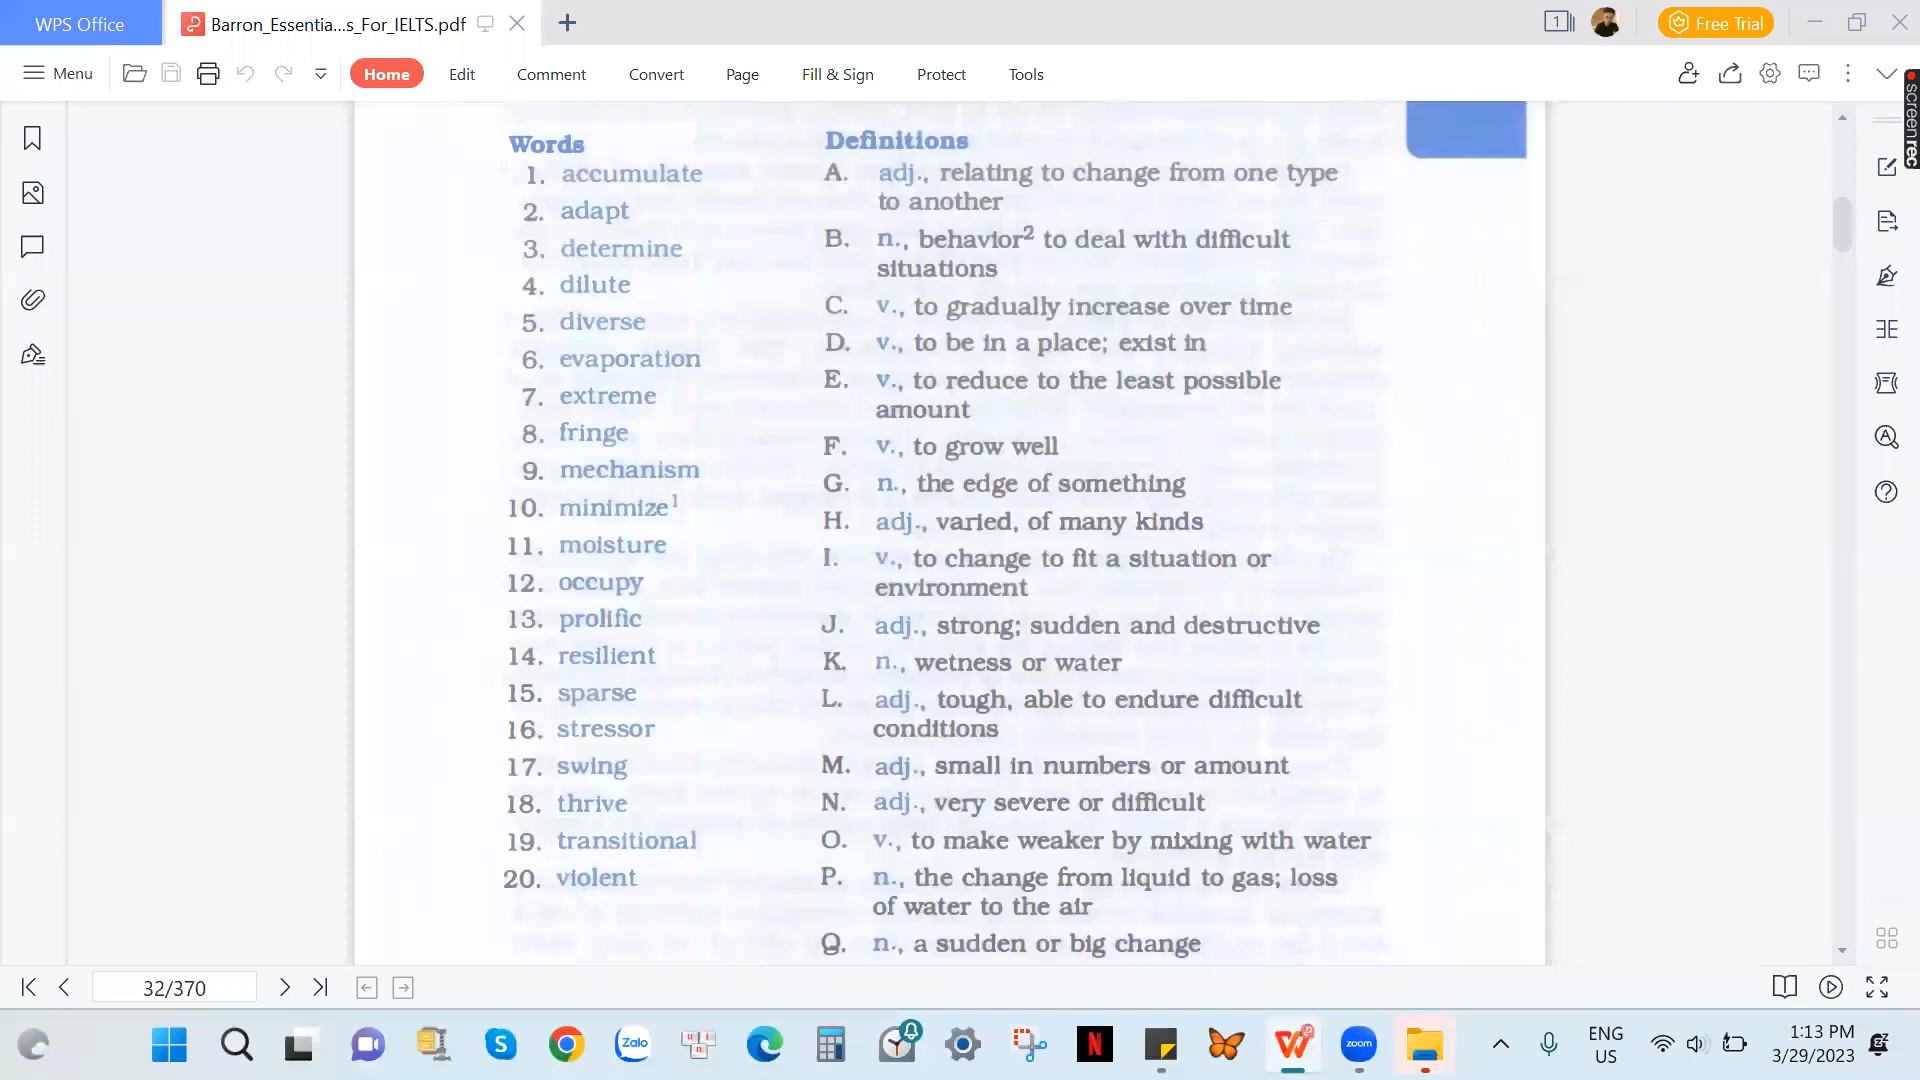 WPS Office
Barron_Essentia...s_For_IELTS.pdf
1
Free Trial
Menu
Home
Edit
Comment
Convert
Page
Fill & Sign
Protect
Tools
screenrec
Words
1. accumulate
2. adapt
3. determine
4. dilute
5. diverse
6. evaporation
7. extreme
8. fringe
9. mechanism
10. minimize¹
11. moisture
12. occupy
13. prolific
14. resilient
15. sparse
16. stressor
17. swing
18. thrive
19. transitional
20. violent
Definitions
A. adj., relating to change from one type
to another
B. n., behavior² to deal with difficult
situations
C. v., to gradually increase over time
D. v., to be in a place; exist in
E. v., to reduce to the least possible
amount
F. v., to grow well
G. n., the edge of something
H. adj., varied, of many kinds
I. v., to change to fit a situation or
environment
J. adj., strong; sudden and destructive
K. n., wetness or water
L. adj., tough, able to endure difficult
conditions
M. adj., small in numbers or amount
N. adj., very severe or difficult
O. v., to make weaker by mixing with water
P. n., the change from liquid to gas; loss
of water to the air
Q. n., a sudden or big change
32/370
Zalo
zoom
ENG
US
1:13 PM
3/29/2023